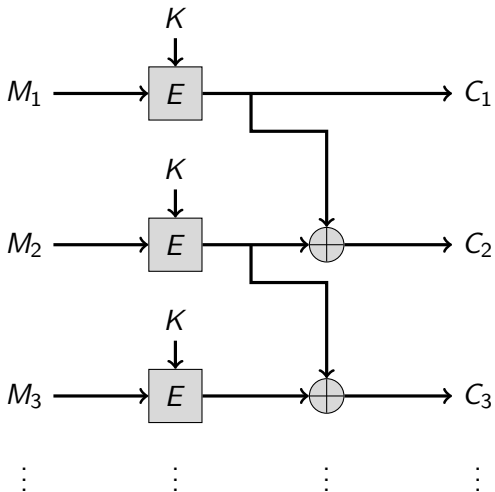 K
M₁ E C₁
K
M₂ E C₂
K
M₃ E C₃
⋮ ⋮ ⋮ ⋮